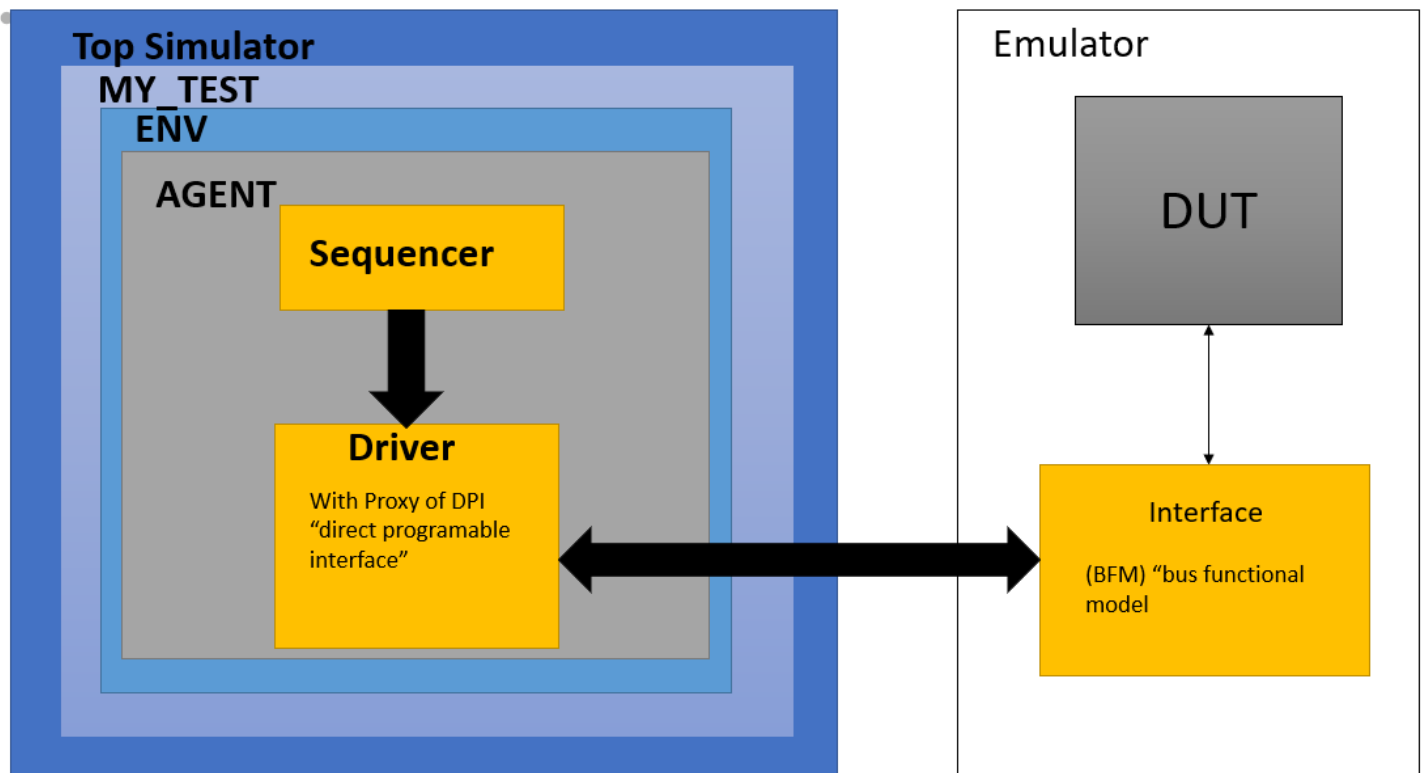 Top Simulator
MY_TEST
ENV
AGENT
Sequencer
Driver
With Proxy of DPI
“direct programable
interface”
Emulator
DUT
Interface
(BFM) “bus functional
model